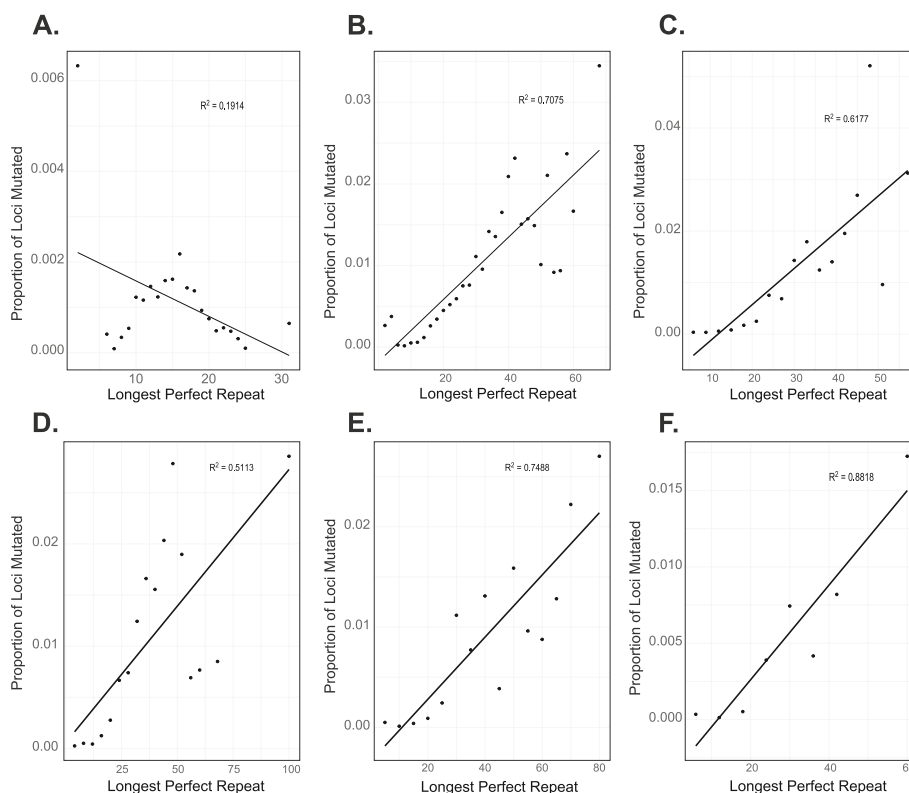 A.
B.
C.
0.006
0.004
0.002
0.000
Proportion of Loci Mutated
R² = 0.1914
10
20
30
Longest Perfect Repeat
0.03
0.02
0.01
0.00
Proportion of Loci Mutated
R² = 0.7075
0
20
40
60
Longest Perfect Repeat
0.04
0.02
0.00
Proportion of Loci Mutated
R² = 0.6177
10
20
30
40
50
Longest Perfect Repeat
D.
E.
F.
0.02
0.01
0.00
Proportion of Loci Mutated
R² = 0.5113
25
50
75
100
Longest Perfect Repeat
0.02
0.01
0.00
Proportion of Loci Mutated
R² = 0.7488
20
40
60
80
Longest Perfect Repeat
0.015
0.010
0.005
0.000
Proportion of Loci Mutated
R² = 0.8818
20
40
60
Longest Perfect Repeat